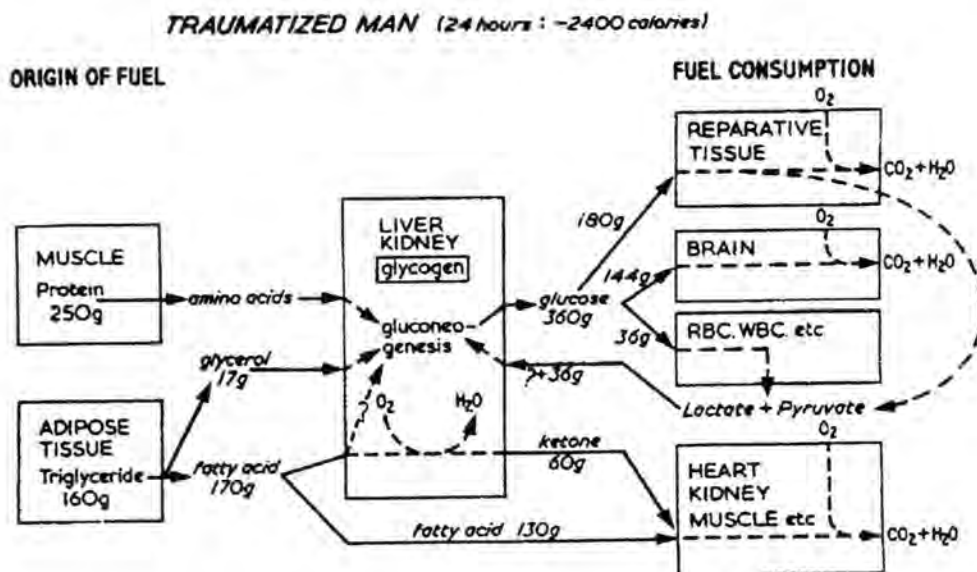 TRAUMATIZED MAN (24 hours : -2400 calories)
ORIGIN OF FUEL
FUEL CONSUMPTION
O₂
REPARATIVE
TISSUE
CO₂ + H₂O
180g
MUSCLE
Protein
250g
amino acids
LIVER
KIDNEY
glycogen
gluconeo-
genesis
glucose
360g
144g
O₂
BRAIN
CO₂ + H₂O
36g
RBC. WBC. etc
glycerol
17g
?+36g
Lactate + Pyruvate
ADIPOSE
TISSUE
Triglyceride
160g
fatty acid
170g
?
O₂
H₂O
ketone
60g
O₂
HEART
KIDNEY
MUSCLE etc
CO₂ + H₂O
fatty acid 130g